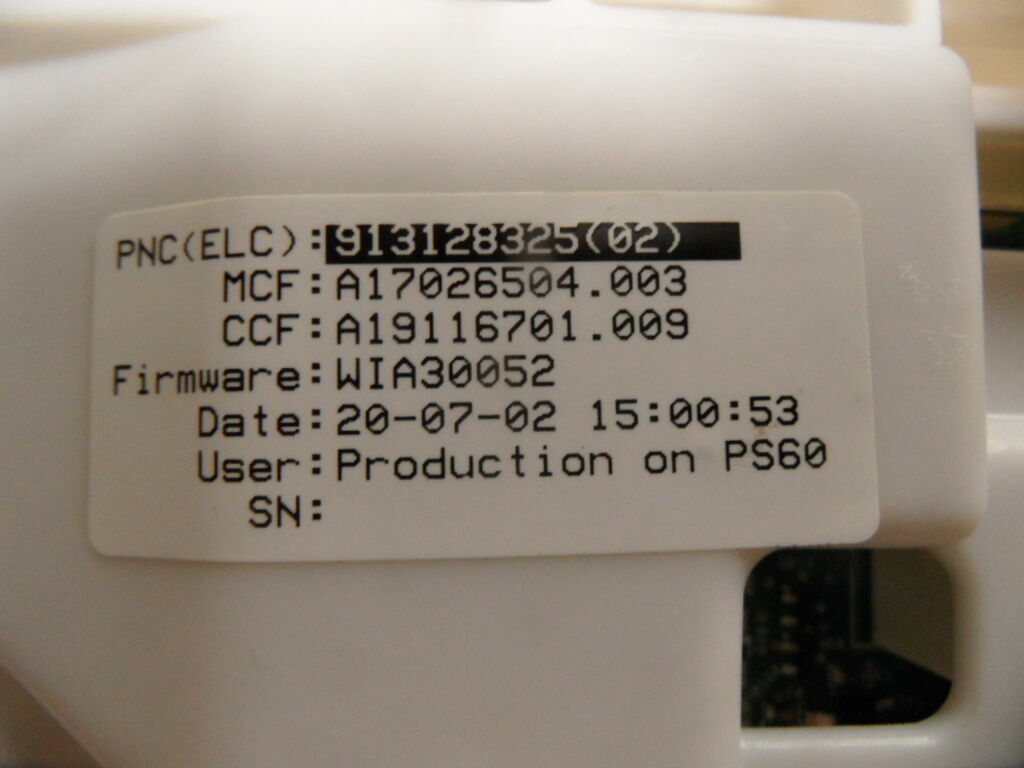 PNC(ELC):913128325(02)
MCF:A17026504.003
CCF:A19116701.009
Firmware:WIA30052
Date:20-07-02 15:00:53
User:Production on PS60
SN: